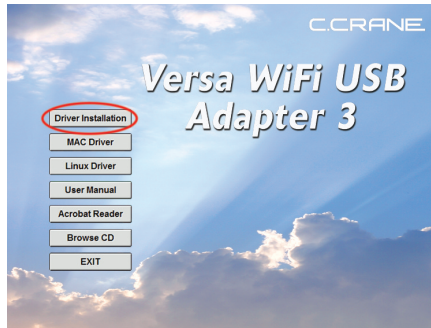 C.CRANE
Versa WiFi USB
Adapter 3
Driver Installation
MAC Driver
Linux Driver
User Manual
Acrobat Reader
Browse CD
EXIT